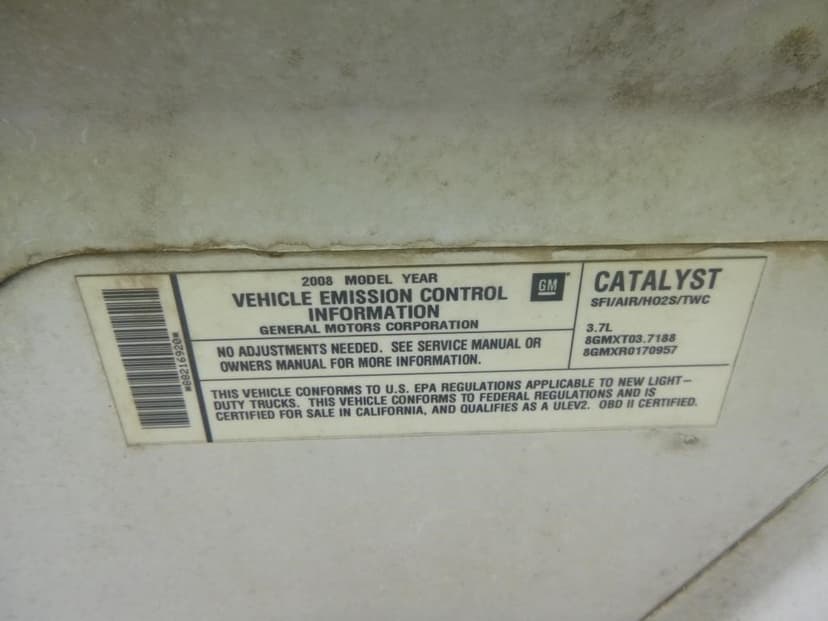 2008 MODEL YEAR
VEHICLE EMISSION CONTROL
INFORMATION
GENERAL MOTORS CORPORATION
GM
CATALYST
SFI/AIR/HO2S/TWC
3.7L
8GMXT03.7188
8GMXR0170957
NO ADJUSTMENTS NEEDED. SEE SERVICE MANUAL OR
OWNERS MANUAL FOR MORE INFORMATION.
THIS VEHICLE CONFORMS TO U.S. EPA REGULATIONS APPLICABLE TO NEW LIGHT-
DUTY TRUCKS. THIS VEHICLE CONFORMS TO FEDERAL REGULATIONS AND IS
CERTIFIED FOR SALE IN CALIFORNIA, AND QUALIFIES AS A ULEV2. OBD II CERTIFIED.
*88216920*